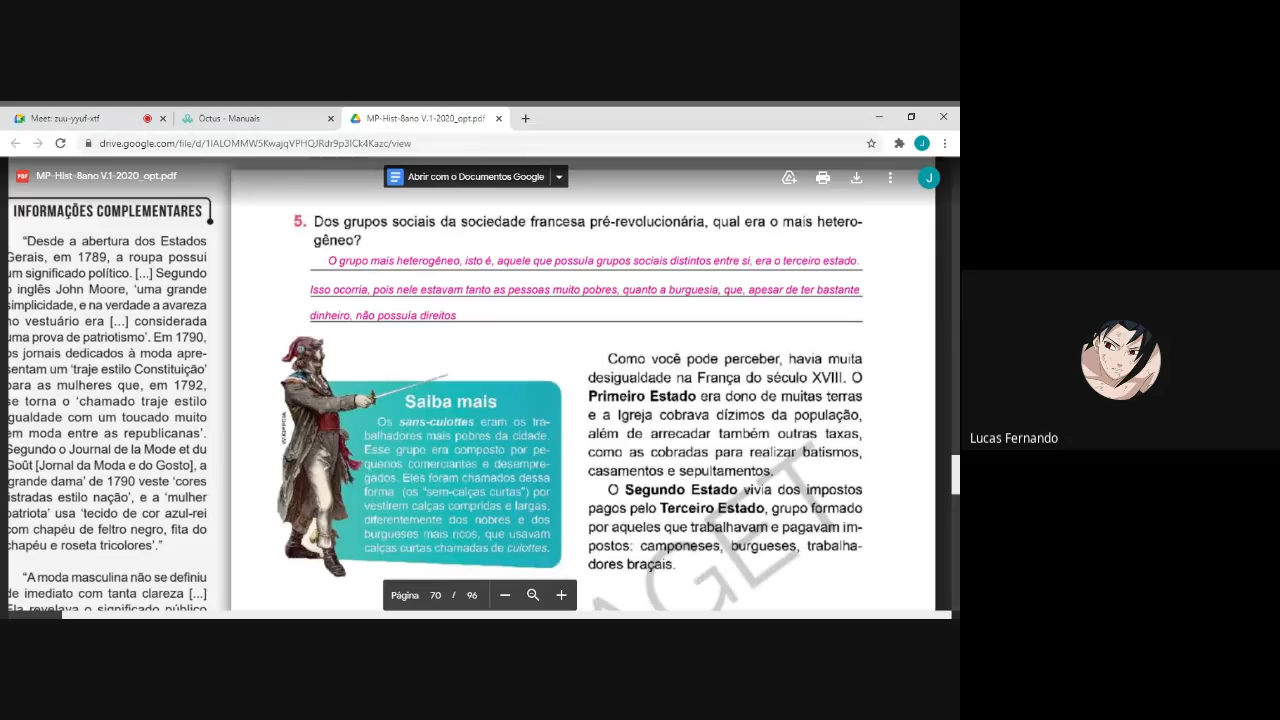 Meet: zuu-yyuf-xtf
Octus - Manuais
MP-Hist-8ano V.1-2020_opt.pdf
drive.google.com/file/d/1IALOMMW5KwajqVPHQJRdr9p3ICk4Kazc/view
J
MP-Hist-8ano V.1-2020_opt.pdf
Abrir com o Documentos Google
J
INFORMAÇÕES COMPLEMENTARES
"Desde a abertura dos Estados
Gerais, em 1789, a roupa possui
um significado político. [...] Segundo
o inglês John Moore, 'uma grande
simplicidade, e na verdade a avareza
no vestuário era [...] considerada
uma prova de patriotismo'. Em 1790,
os jornais dedicados à moda apre-
sentam um 'traje estilo Constituição'
para as mulheres que, em 1792,
se torna o 'chamado traje estilo
igualdade com um toucado muito
em moda entre as republicanas'.
Segundo o Journal de la Mode et du
Goût [Jornal da Moda e do Gosto], a
'grande dama' de 1790 veste 'cores
listradas estilo nação', e a 'mulher
patriota' usa 'tecido de cor azul-rei
com chapéu de feltro negro, fita do
chapéu e roseta tricolores'."
"A moda masculina não se definiu
de imediato com tanta clareza [...]
Ela revelava o significado público
5. Dos grupos sociais da sociedade francesa pré-revolucionária, qual era o mais hetero-
gêneo?
O grupo mais heterogêneo, isto é, aquele que possuía grupos sociais distintos entre si, era o terceiro estado.
Isso ocorria, pois nele estavam tanto as pessoas muito pobres, quanto a burguesia, que, apesar de ter bastante
dinheiro, não possuía direitos
WIKIPEDIA
Saiba mais
Os sans-culottes eram os tra-
balhadores mais pobres da cidade.
Esse grupo era composto por pe-
quenos comerciantes e desempre-
gados. Eles foram chamados dessa
forma (os "sem-calças curtas") por
vestirem calças compridas e largas,
diferentemente dos nobres e dos
burgueses mais ricos, que usavam
calças curtas chamadas de culottes.
Como você pode perceber, havia muita
desigualdade na França do século XVIII. O
Primeiro Estado era dono de muitas terras
e a Igreja cobrava dízimos da população,
além de arrecadar também outras taxas,
como as cobradas para realizar batismos,
casamentos e sepultamentos.
O Segundo Estado vivia dos impostos
pagos pelo Terceiro Estado, grupo formado
por aqueles que trabalhavam e pagavam im-
postos: camponeses, burgueses, trabalha-
dores braçais.
AGET
Página 70 / 96
Lucas Fernando